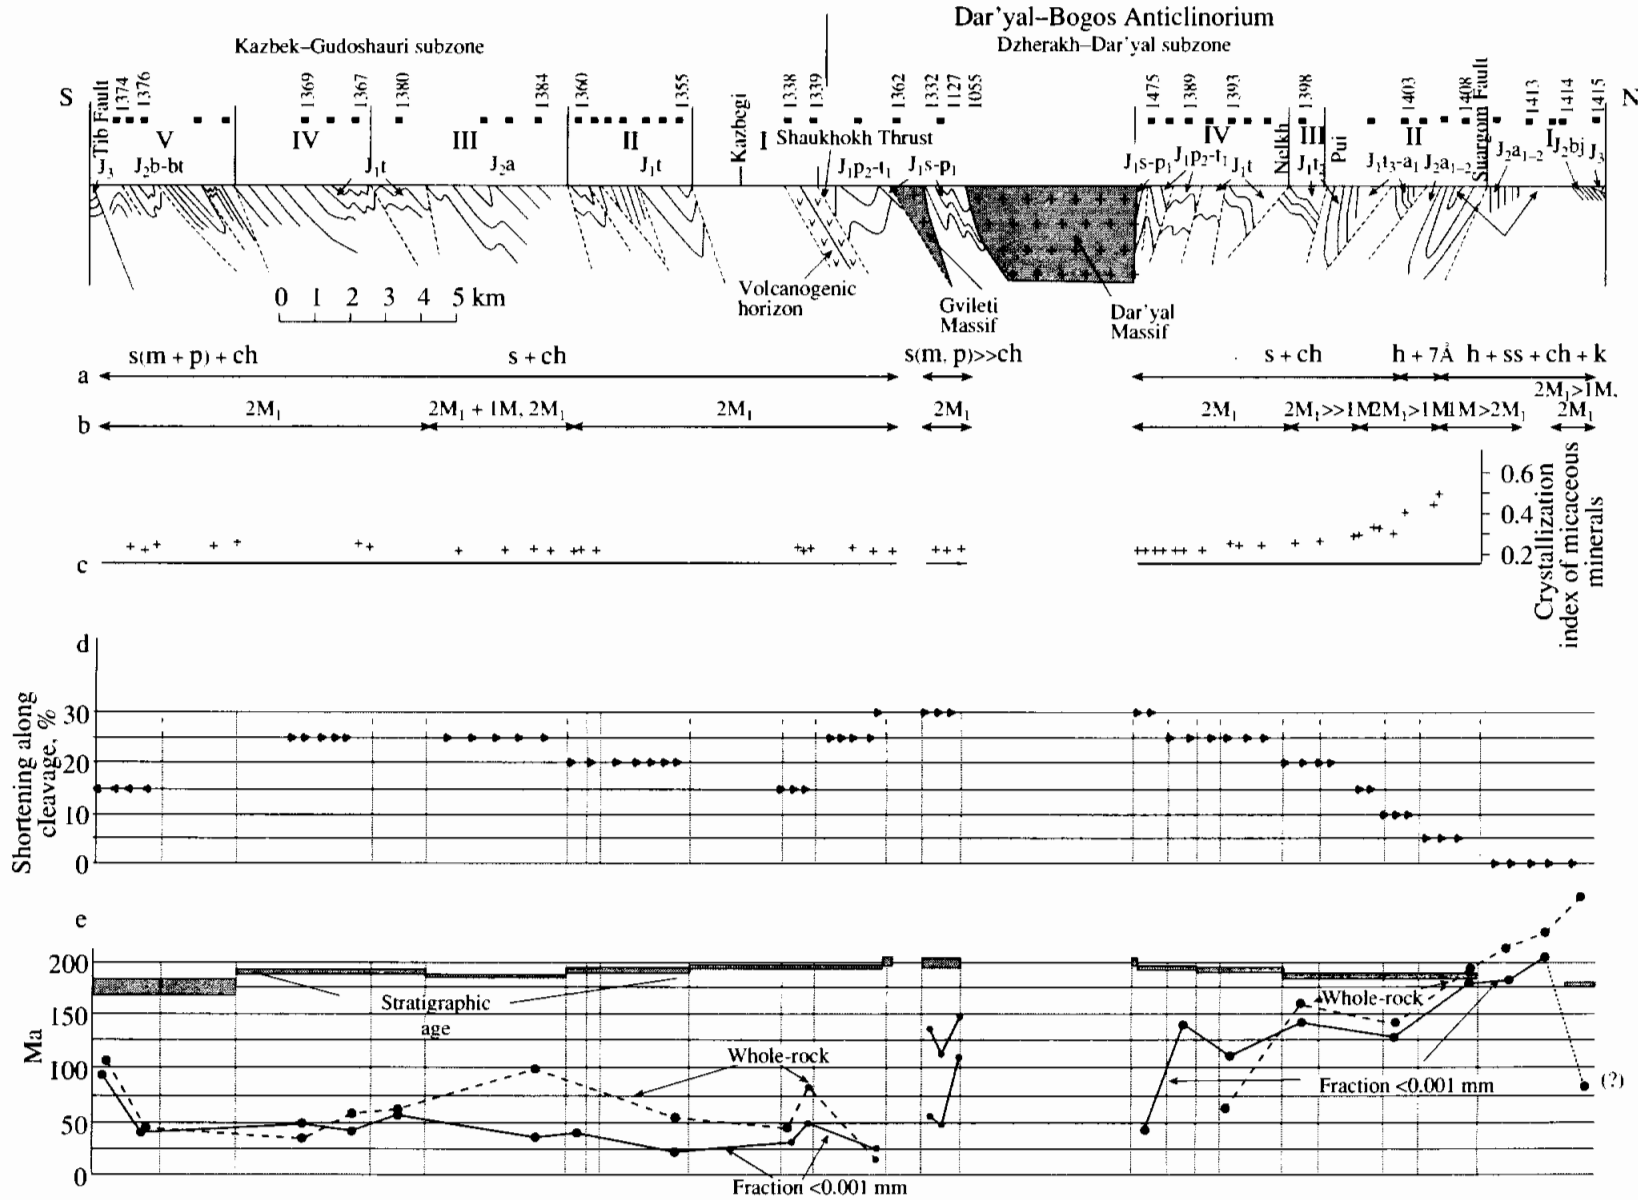 Dar'yal–Bogos Anticlinorium
Kazbek–Gudoshauri subzone
Dzherakh–Dar'yal subzone
S
N
Tib Fault
1374
1376
1369
1367
1380
1384
1360
1355
Kazbegi
1338
1339
1362
1332
1127
1055
1475
1389
1393
Nelkh
1398
Pui
1403
1408
Suargom Fault
1413
1414
1415
V
IV
III
II
I
Shaukhokh Thrust
IV
III
II
I
J₃
J₂b-bt
J₁t
J₂a
J₁t
J₁p₂-t₁
J₁s-p₁
J₁s-p₁
J₁p₂-t₁
J₁t
J₁t₂
J₁t₃-a₁
J₂a₁₋₂
J₂a₁₋₂
J₂bj
J₃
0 1 2 3 4 5 km
Volcanogenic
horizon
Gvileti
Massif
Dar'yal
Massif
a
s(m + p) + ch
s + ch
s(m, p)>>ch
s + ch
h + 7Å
h + ss + ch + k
b
2M₁
2M₁ + 1M, 2M₁
2M₁
2M₁
2M₁
2M₁>>1M
2M₁>1M
1M>2M₁
2M₁>1M,
2M₁
c
0.6
0.4
0.2
Crystallization
index of micaceous
minerals
d
Shortening along
cleavage, %
30
20
10
0
e
Ma
200
150
100
50
0
Stratigraphic
age
Whole-rock
Fraction <0.001 mm
Whole-rock
Fraction <0.001 mm
(?)